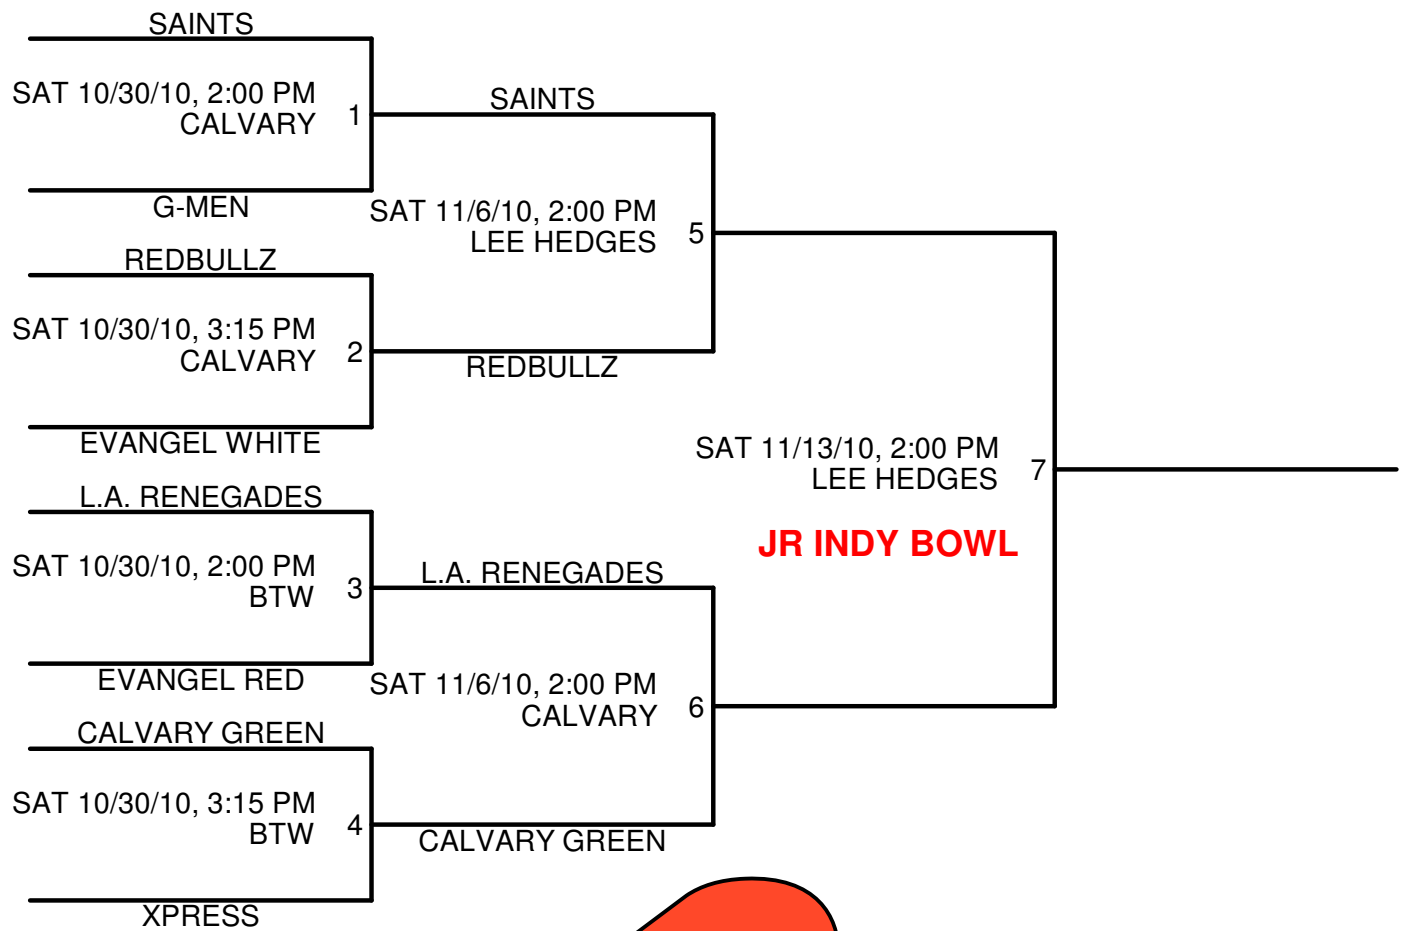 SAINTS
SAT 10/30/10, 2:00 PM
CALVARY
1
G-MEN
REDBULLZ
SAT 10/30/10, 3:15 PM
CALVARY
2
EVANGEL WHITE
L.A. RENEGADES
SAT 10/30/10, 2:00 PM
BTW
3
EVANGEL RED
CALVARY GREEN
SAT 10/30/10, 3:15 PM
BTW
4
XPRESS
SAINTS
SAT 11/6/10, 2:00 PM
LEE HEDGES
5
REDBULLZ
L.A. RENEGADES
SAT 11/6/10, 2:00 PM
CALVARY
6
CALVARY GREEN
SAT 11/13/10, 2:00 PM
LEE HEDGES
7
JR INDY BOWL